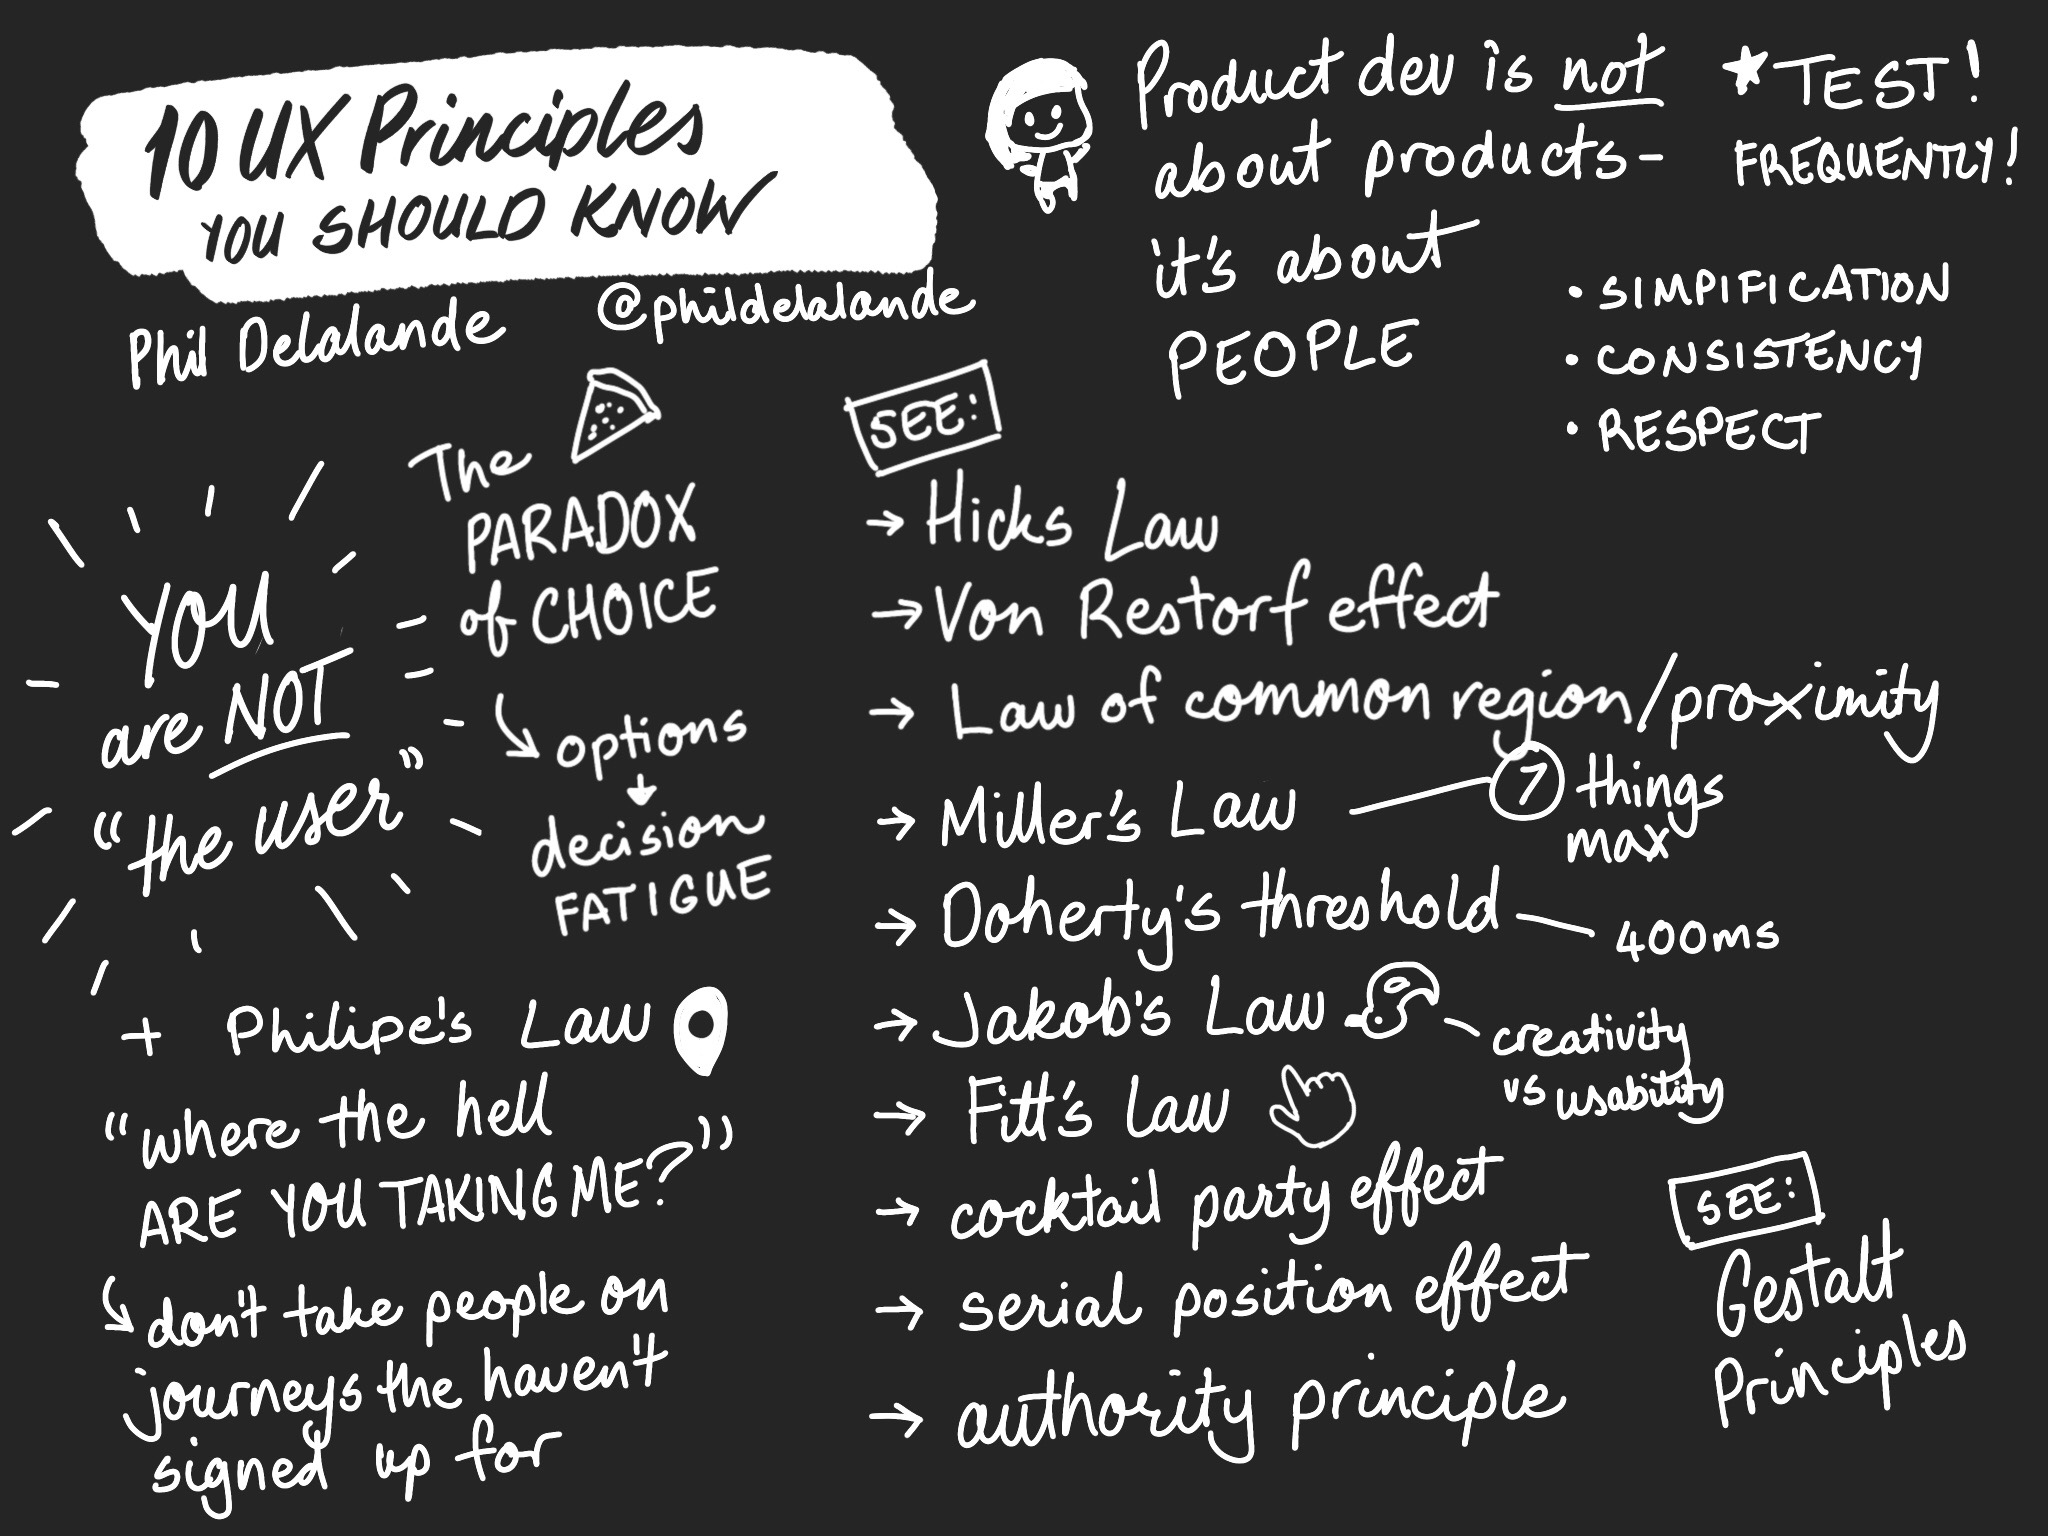 10 UX Principles
YOU SHOULD KNOW
Phil Delalande @phildelalande
Product dev is not
about products-
it's about
PEOPLE
★ TEST!
FREQUENTLY!
• SIMPIFICATION
• CONSISTENCY
• RESPECT
YOU
are NOT
"the user"
The
PARADOX
of CHOICE
options
decision
FATIGUE
SEE:
→ Hicks Law
→ Von Restorf effect
→ Law of common region/proximity
→ Miller's Law — 7 things
max
→ Doherty's threshold — 400ms
→ Jakob's Law — creativity
vs usability
→ Fitt's Law
→ cocktail party effect
→ serial position effect
→ authority principle
+ Philipe's Law
"where the hell
ARE YOU TAKING ME?"
don't take people on
journeys the haven't
signed up for
SEE:
Gestalt
Principles